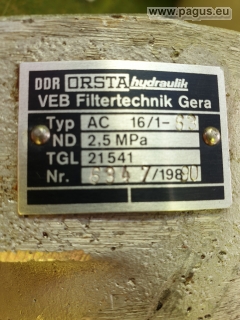 © www.pagus.eu
DDR ORSTA hydraulik
VEB Filtertechnik Gera
Typ AC 16/1-
ND 2.5 MPa
TGL 21541
Nr. /198